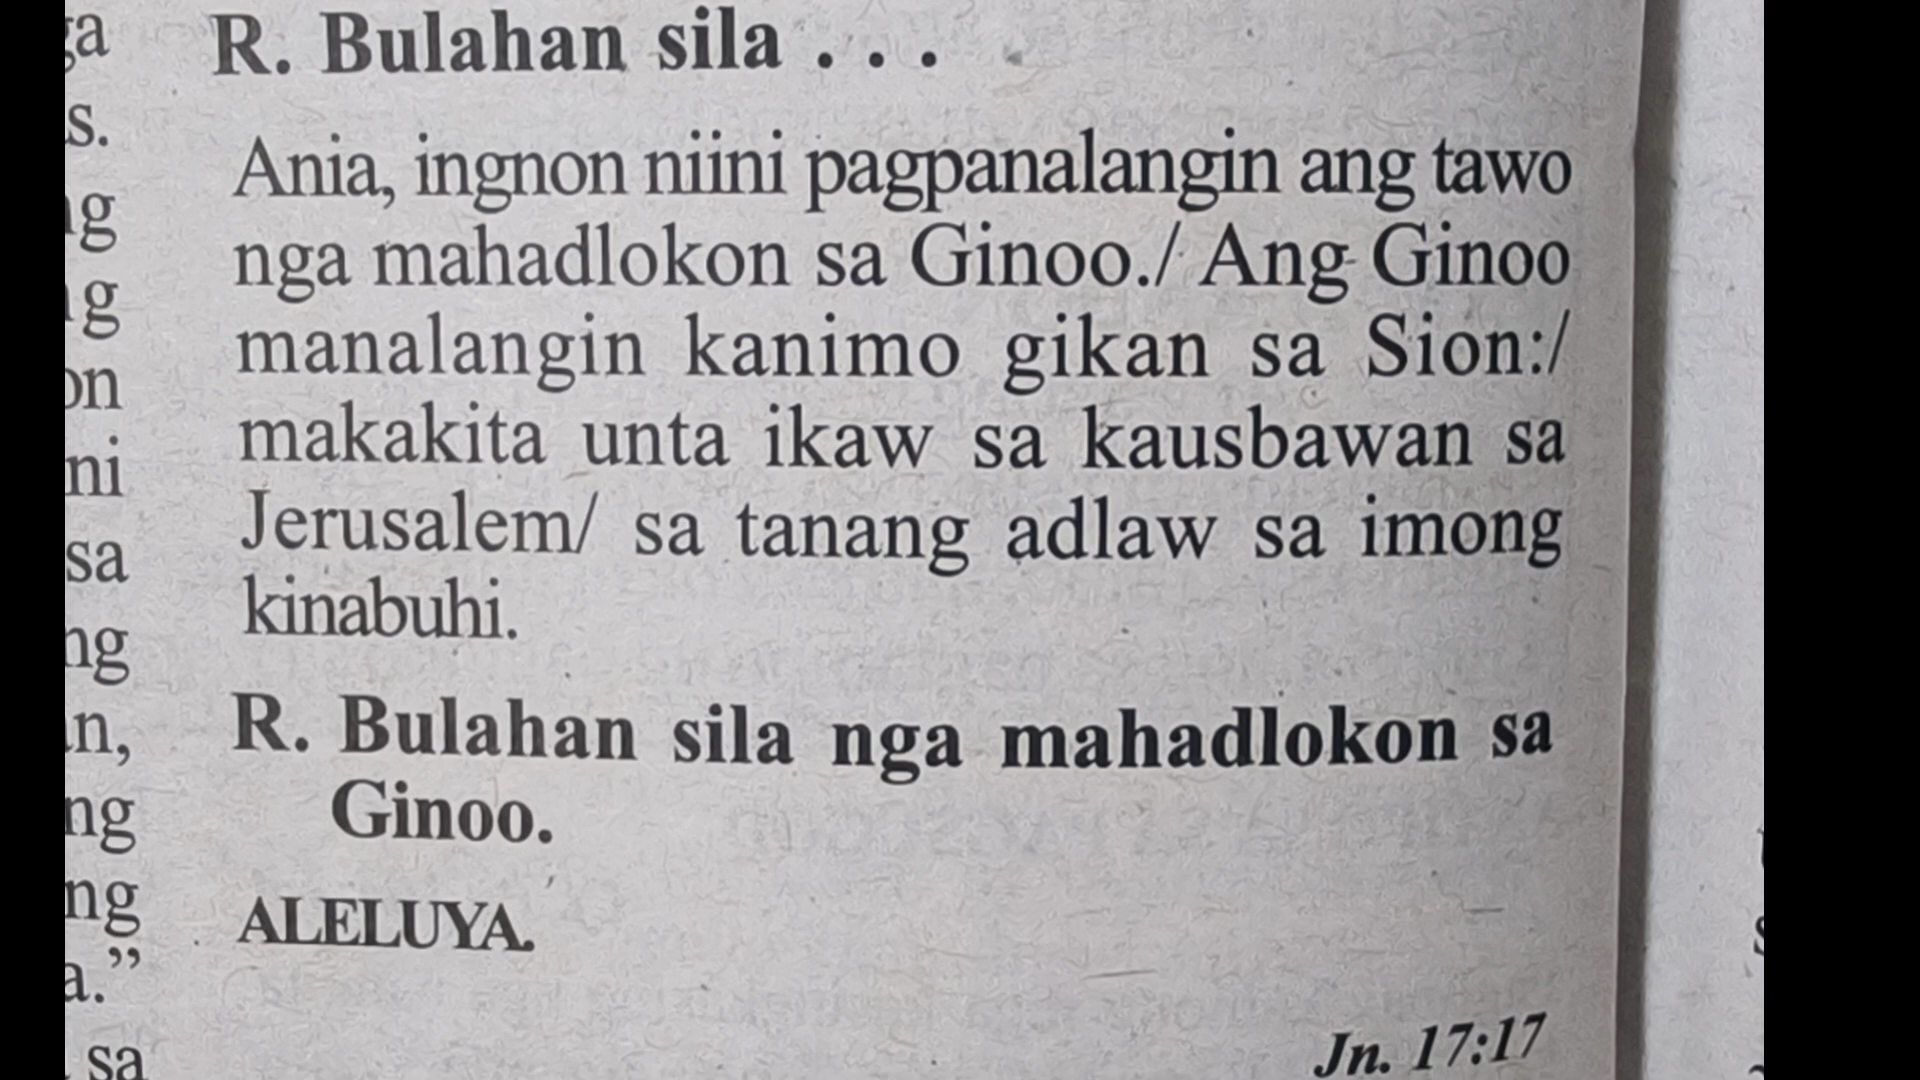 R. Bulahan sila . . .
Ania, ingnon niini pagpanalangin ang tawo
nga mahadlokon sa Ginoo./ Ang Ginoo
manalangin kanimo gikan sa Sion:/
makakita unta ikaw sa kausbawan sa
Jerusalem/ sa tanang adlaw sa imong
kinabuhi.
R. Bulahan sila nga mahadlokon sa
Ginoo.
ALELUYA.
Jn. 17:17